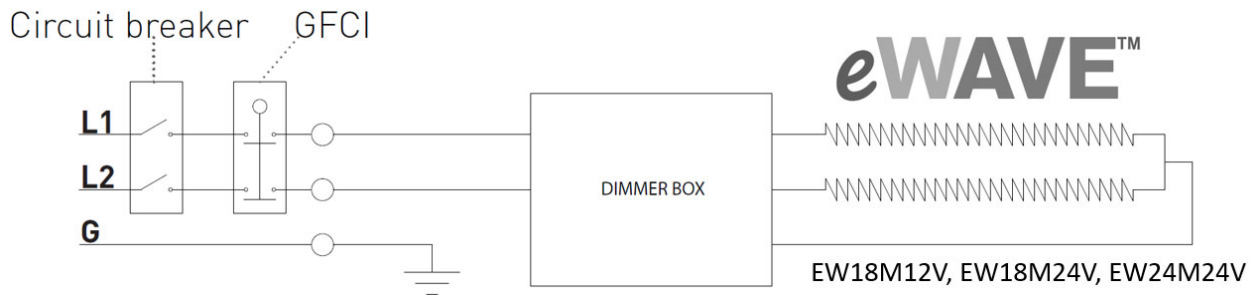 Circuit breaker GFCI
eWAVE™
L1
L2
DIMMER BOX
G
EW18M12V, EW18M24V, EW24M24V